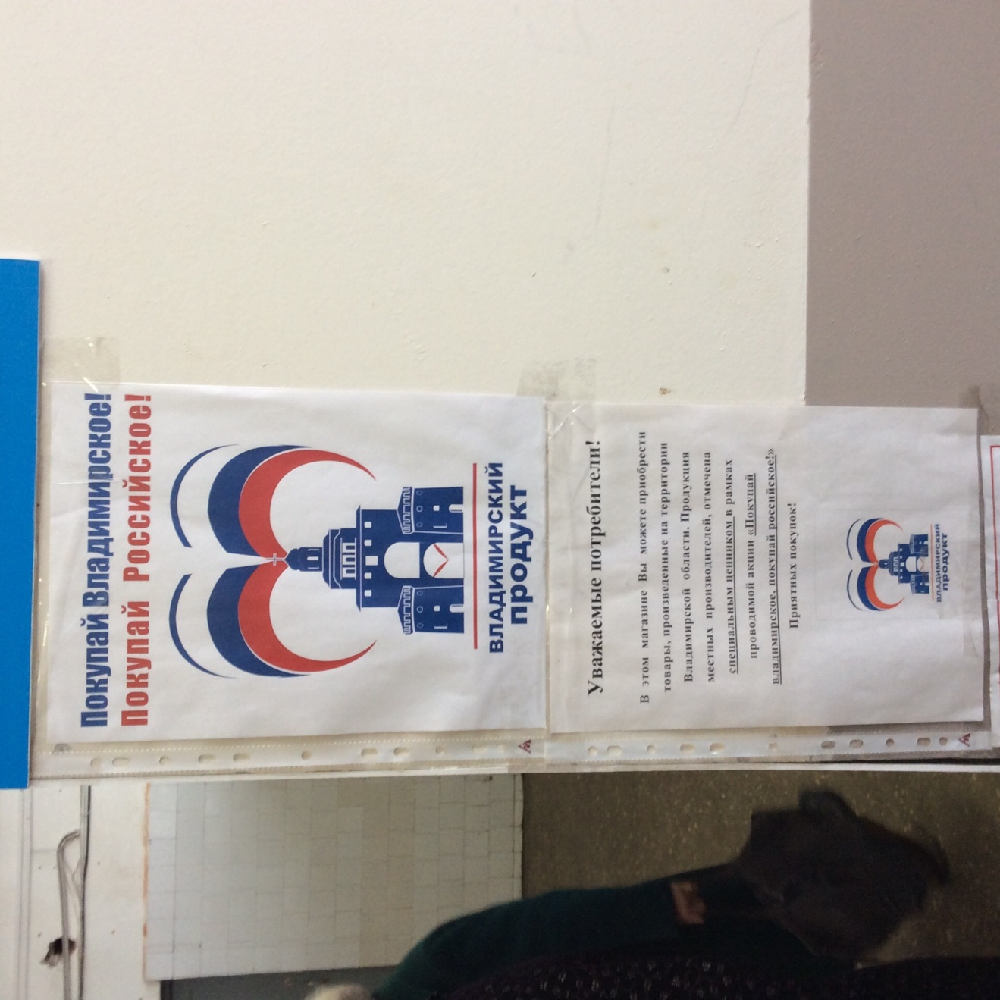 Покупай Владимирское!
Покупай Российское!
ВЛАДИМИРСКИЙ
ПРОДУКТ
Уважаемые потребители!
В этом магазине Вы можете приобрести
товары, произведенные на территории
Владимирской области. Продукция
местных производителей, отмечена
специальным ценником в рамках
проводимой акции «Покупай
владимирское, покупай российское!»
Приятных покупок!
ВЛАДИМИРСКИЙ
ПРОДУКТ